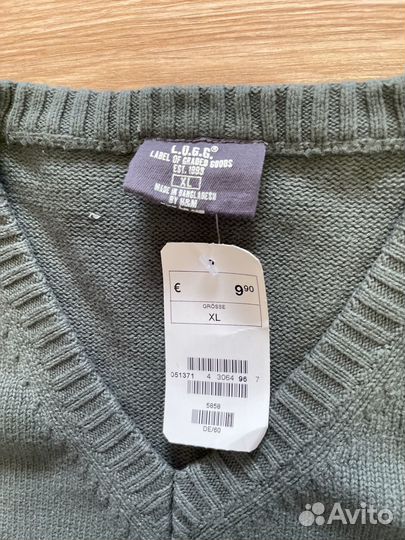 L.O.G.G.®
LABEL OF GRADED GOODS
EST. 1993
XL
MADE IN BANGLADESH
BY H&M
€ 9 90
GRÖSSE
XL
051371 4 3064 96 7
5858
DE/60
Avito